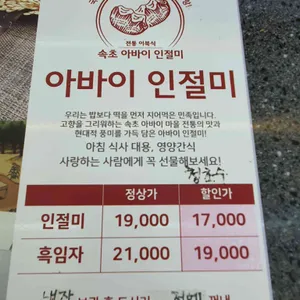 전통 이북식
속초 아바이 인절미
아바이 인절미
우리는 밥보다 떡을 먼저 지어먹은 민족입니다.
고향을 그리워하는 속초 아바이 마을 전통의 맛과
현대적 풍미를 가득 담은 아바이 인절미!
아침 식사 대용, 영양간식
사랑하는 사람에게 꼭 선물해보세요!
정상가 할인가
인절미 19,000 17,000
흑임자 21,000 19,000